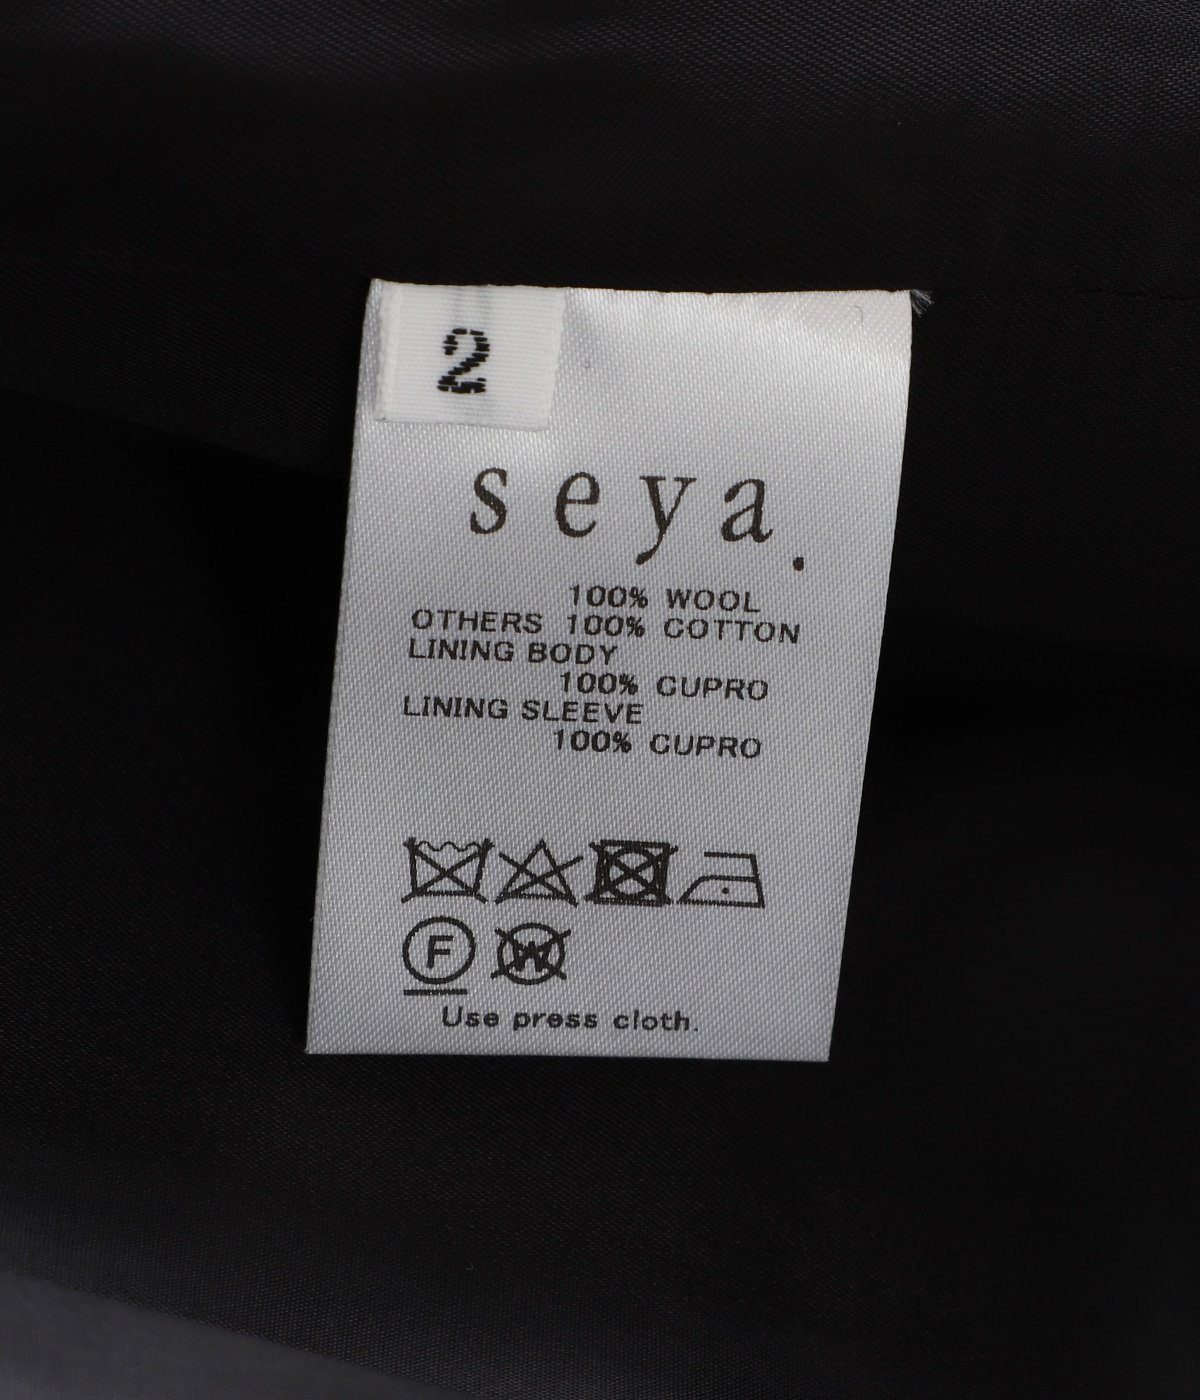 2
seya.
100% WOOL
OTHERS 100% COTTON
LINING BODY
100% CUPRO
LINING SLEEVE
100% CUPRO
F W
Use press cloth.